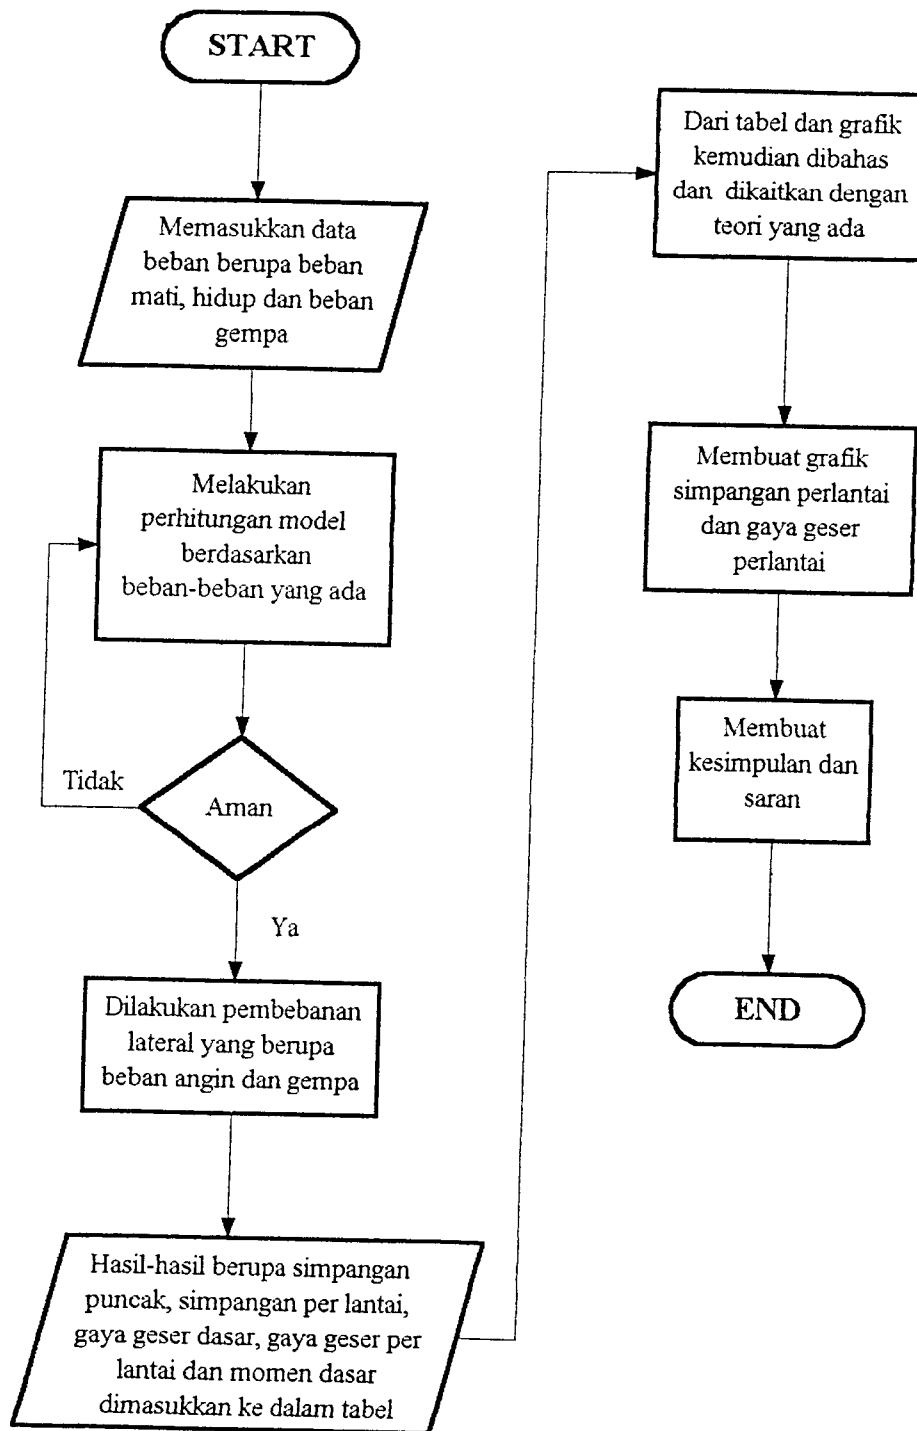 START
Memasukkan data
beban berupa beban
mati, hidup dan beban
gempa
Melakukan
perhitungan model
berdasarkan
beban-beban yang ada
Tidak
Aman
Ya
Dilakukan pembebanan
lateral yang berupa
beban angin dan gempa
Hasil-hasil berupa simpangan
puncak, simpangan per lantai,
gaya geser dasar, gaya geser per
lantai dan momen dasar
dimasukkan ke dalam tabel
Dari tabel dan grafik
kemudian dibahas
dan dikaitkan dengan
teori yang ada
Membuat grafik
simpangan perlantai
dan gaya geser
perlantai
Membuat
kesimpulan dan
saran
END